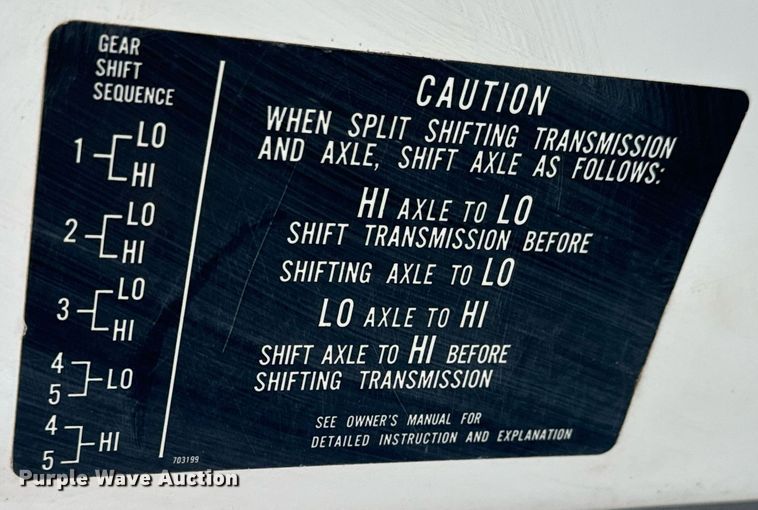 GEAR
SHIFT
SEQUENCE
1 LO
HI
2 LO
HI
3 LO
HI
4
5 LO
4
5 HI
CAUTION
WHEN SPLIT SHIFTING TRANSMISSION
AND AXLE, SHIFT AXLE AS FOLLOWS:
HI AXLE TO LO
SHIFT TRANSMISSION BEFORE
SHIFTING AXLE TO LO
LO AXLE TO HI
SHIFT AXLE TO HI BEFORE
SHIFTING TRANSMISSION
SEE OWNER'S MANUAL FOR
DETAILED INSTRUCTION AND EXPLANATION
703199
Purple Wave Auction